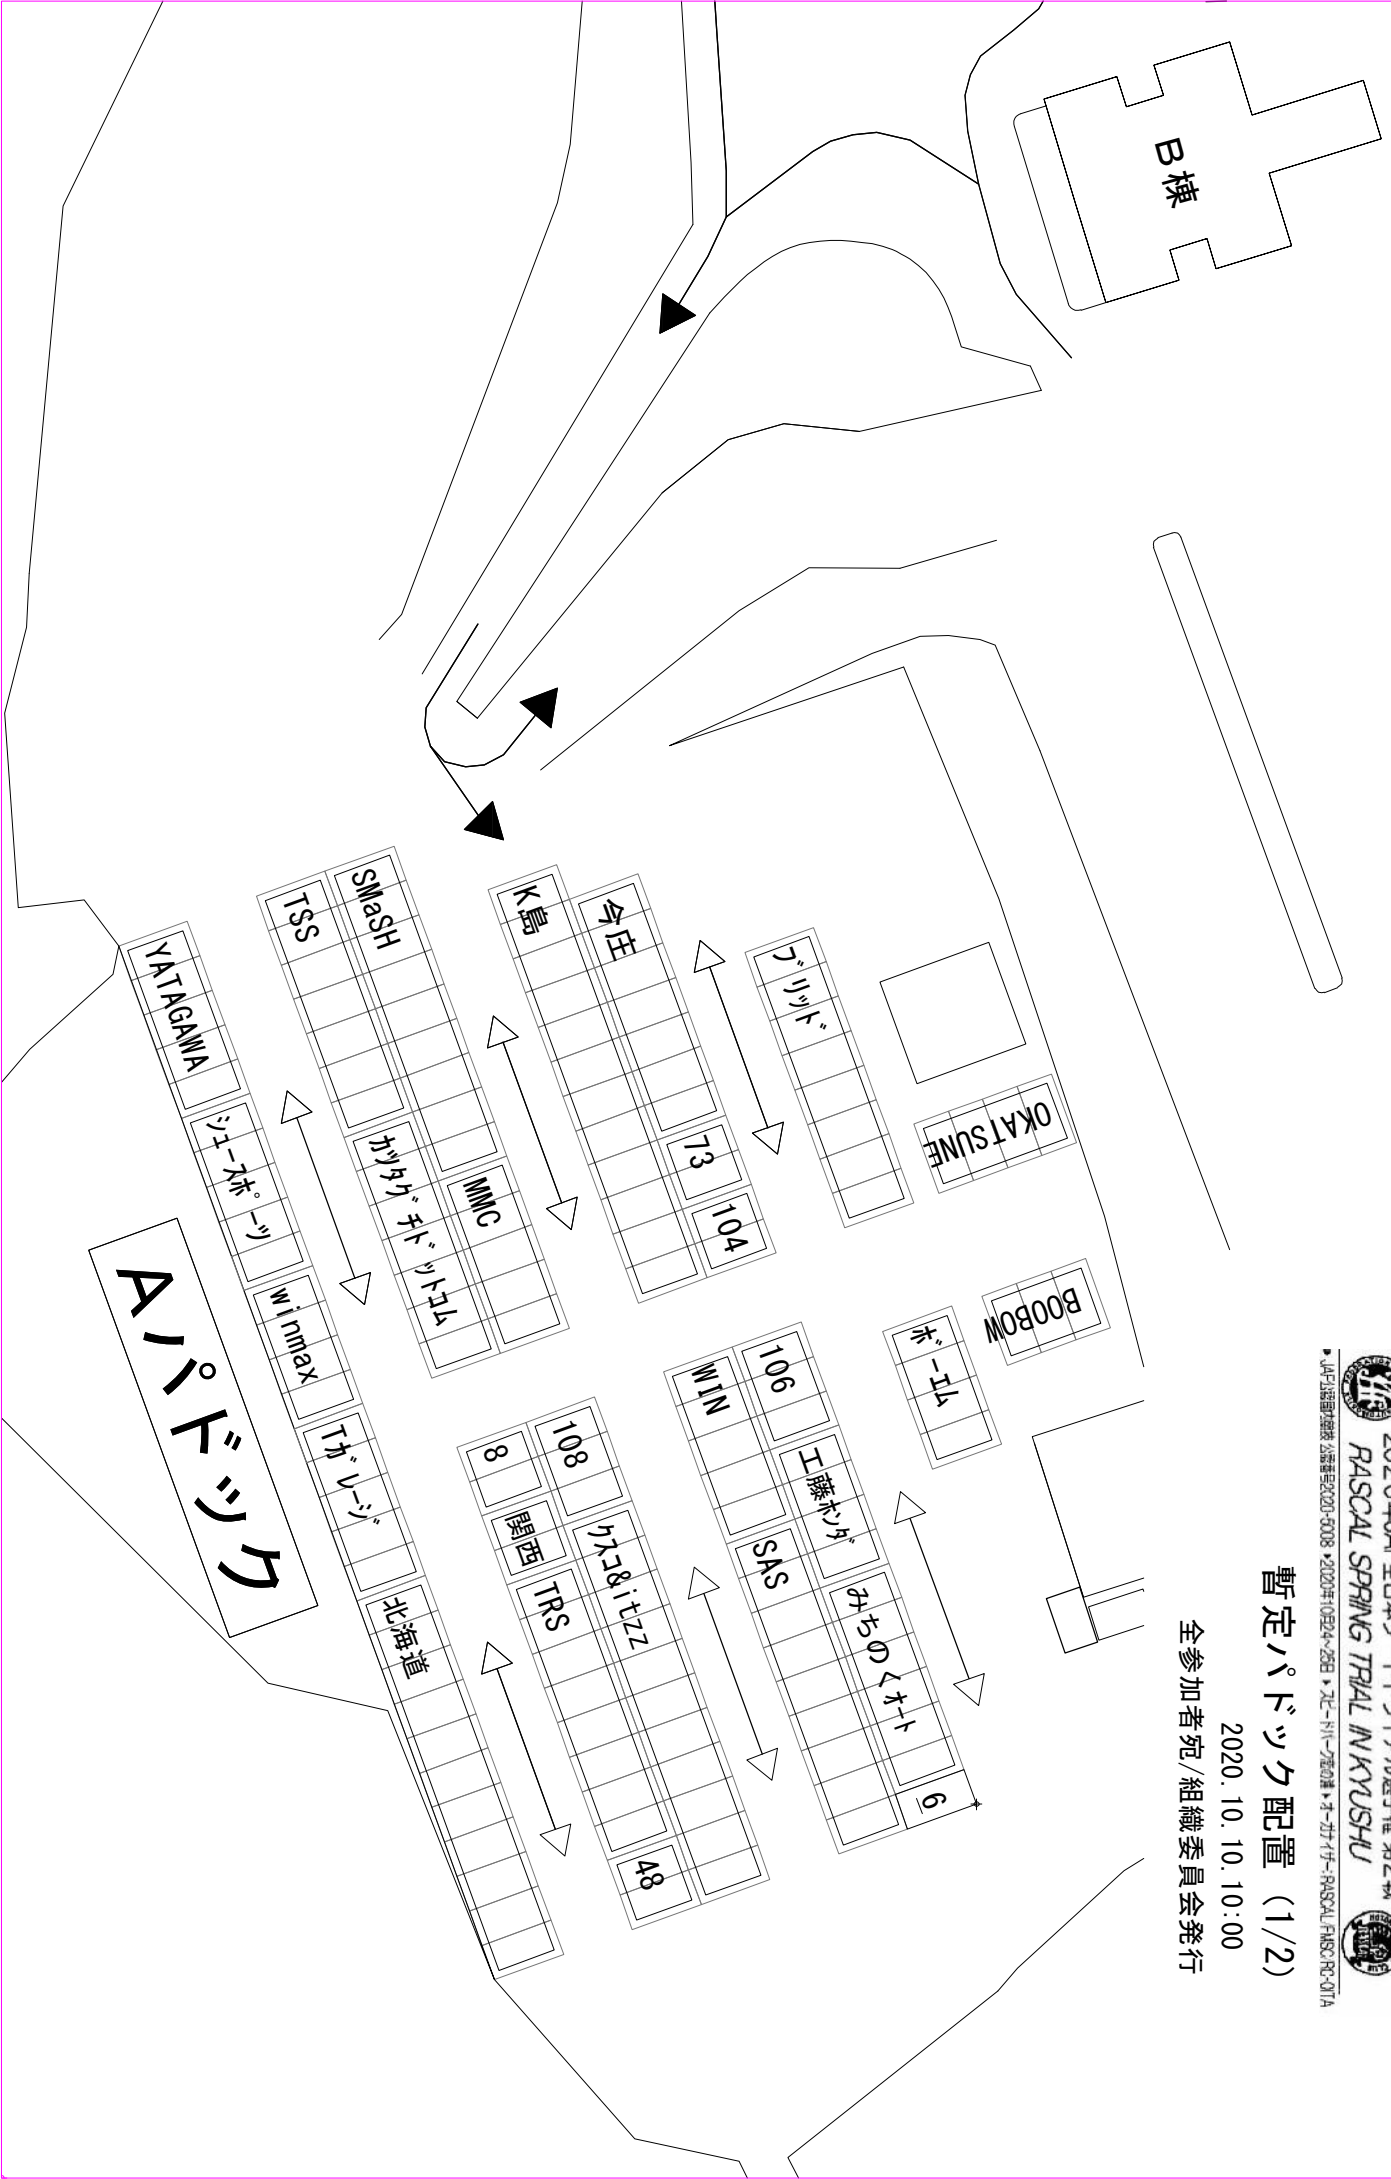 RASCAL SPRING TRIAL IN KYUSHU
暫定パドック配置 (1/2)
2020.10.10.10:00
全参加者宛/組織委員会発行
B棟
OKATSUNE
BOOBOW
ブリッド
ボーエム
今庄
73
104
106
工藤ホンダ
みちのくオート
6
K島
WIN
SAS
SMaSH
MMC
108
クスコ&itzz
48
TSS
カツタグチドットコム
8
関西
TRS
YATAGAWA
シュースポーツ
winmax
Tガレージ
北海道
Aパドック